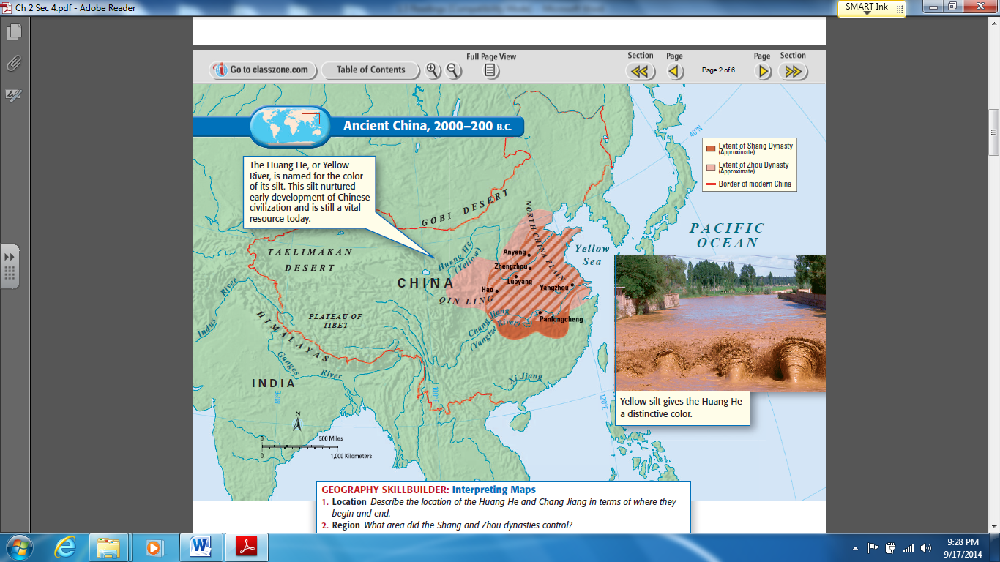 Ch 2 Sec 4.pdf - Adobe Reader
SMART Ink
Go to classzone.com
Table of Contents
Full Page View
Section
Page
Page 2 of 6
Page
Section
Ancient China, 2000–200 B.C.
The Huang He, or Yellow
River, is named for the color
of its silt. This silt nurtured
early development of Chinese
civilization and is still a vital
resource today.
40°N
Extent of Shang Dynasty
(Approximate)
Extent of Zhou Dynasty
(Approximate)
Border of modern China
GOBI DESERT
NORTH CHINA PLAIN
PACIFIC
OCEAN
TAKLIMAKAN
DESERT
Huang He
(Yellow)
Yellow
Sea
Anyang
Zhengzhou
Luoyang
Yangzhou
Hao
CHINA
QIN LING
Indus River
PLATEAU OF
TIBET
HIMALAYAS
Chang Jiang
(Yangtze River)
Panlongcheng
Ganges River
Xi Jiang
INDIA
80°E
100°E
120°E
Yellow silt gives the Huang He
a distinctive color.
N
0 500 Miles
0 1,000 Kilometers
GEOGRAPHY SKILLBUILDER: Interpreting Maps
1. Location Describe the location of the Huang He and Chang Jiang in terms of where they
begin and end.
2. Region What area did the Shang and Zhou dynasties control?
9:28 PM
9/17/2014